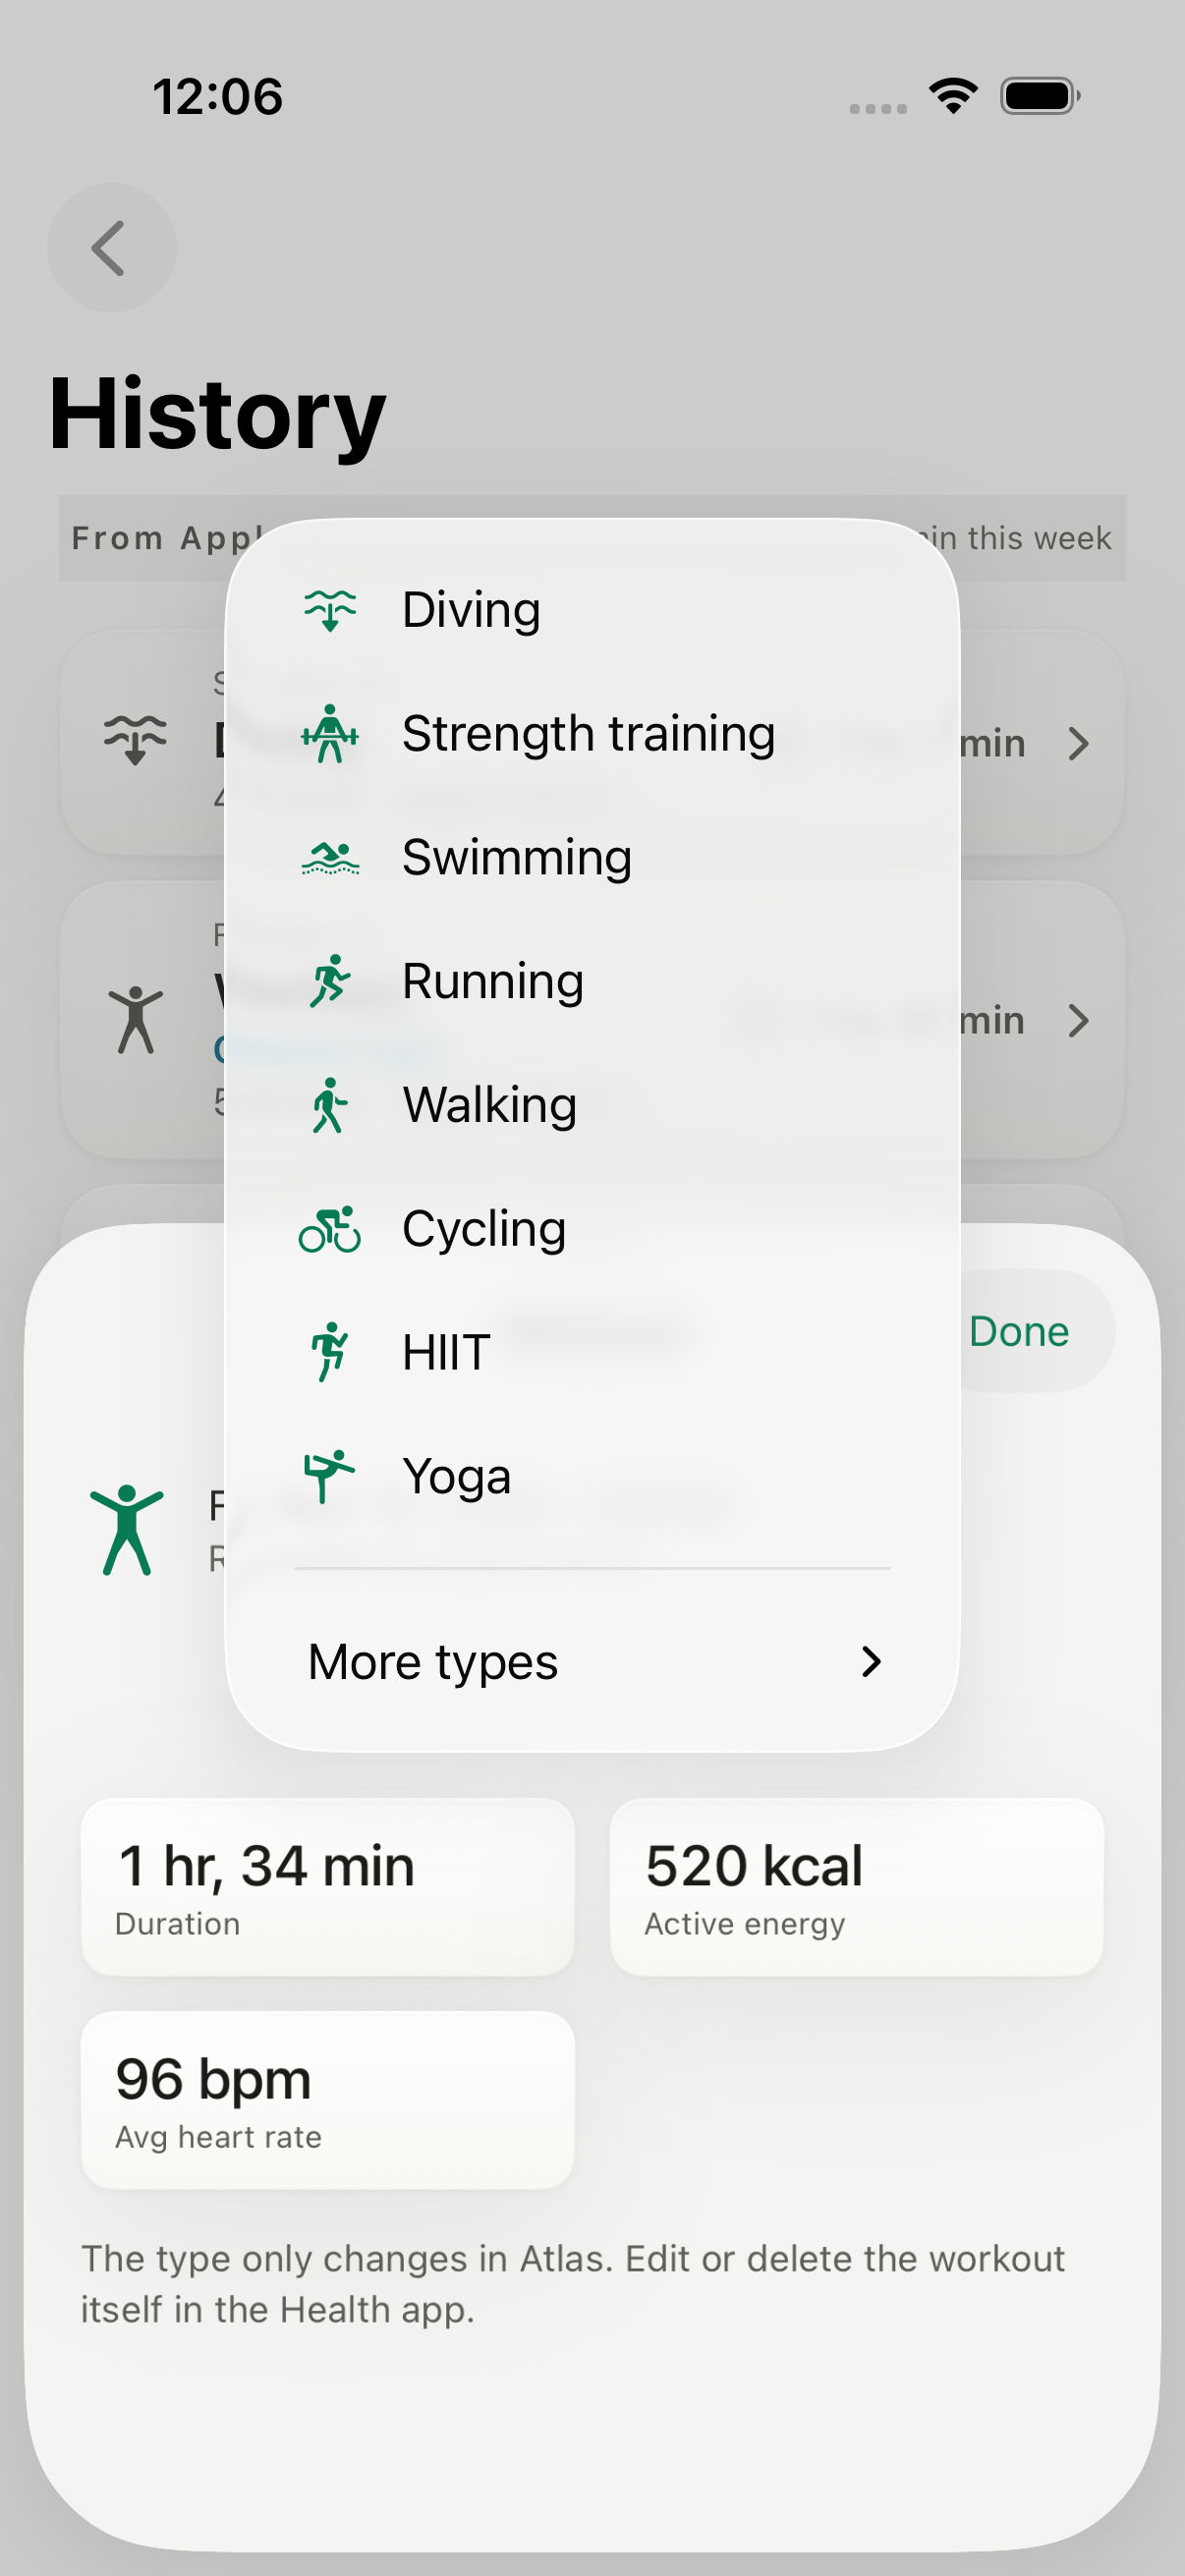 12:06
History
From Appl
in this week
min
min
Diving
Strength training
Swimming
Running
Walking
Cycling
HIIT
Yoga
More types
Done
1 hr, 34 min
Duration
520 kcal
Active energy
96 bpm
Avg heart rate
The type only changes in Atlas. Edit or delete the workout
itself in the Health app.